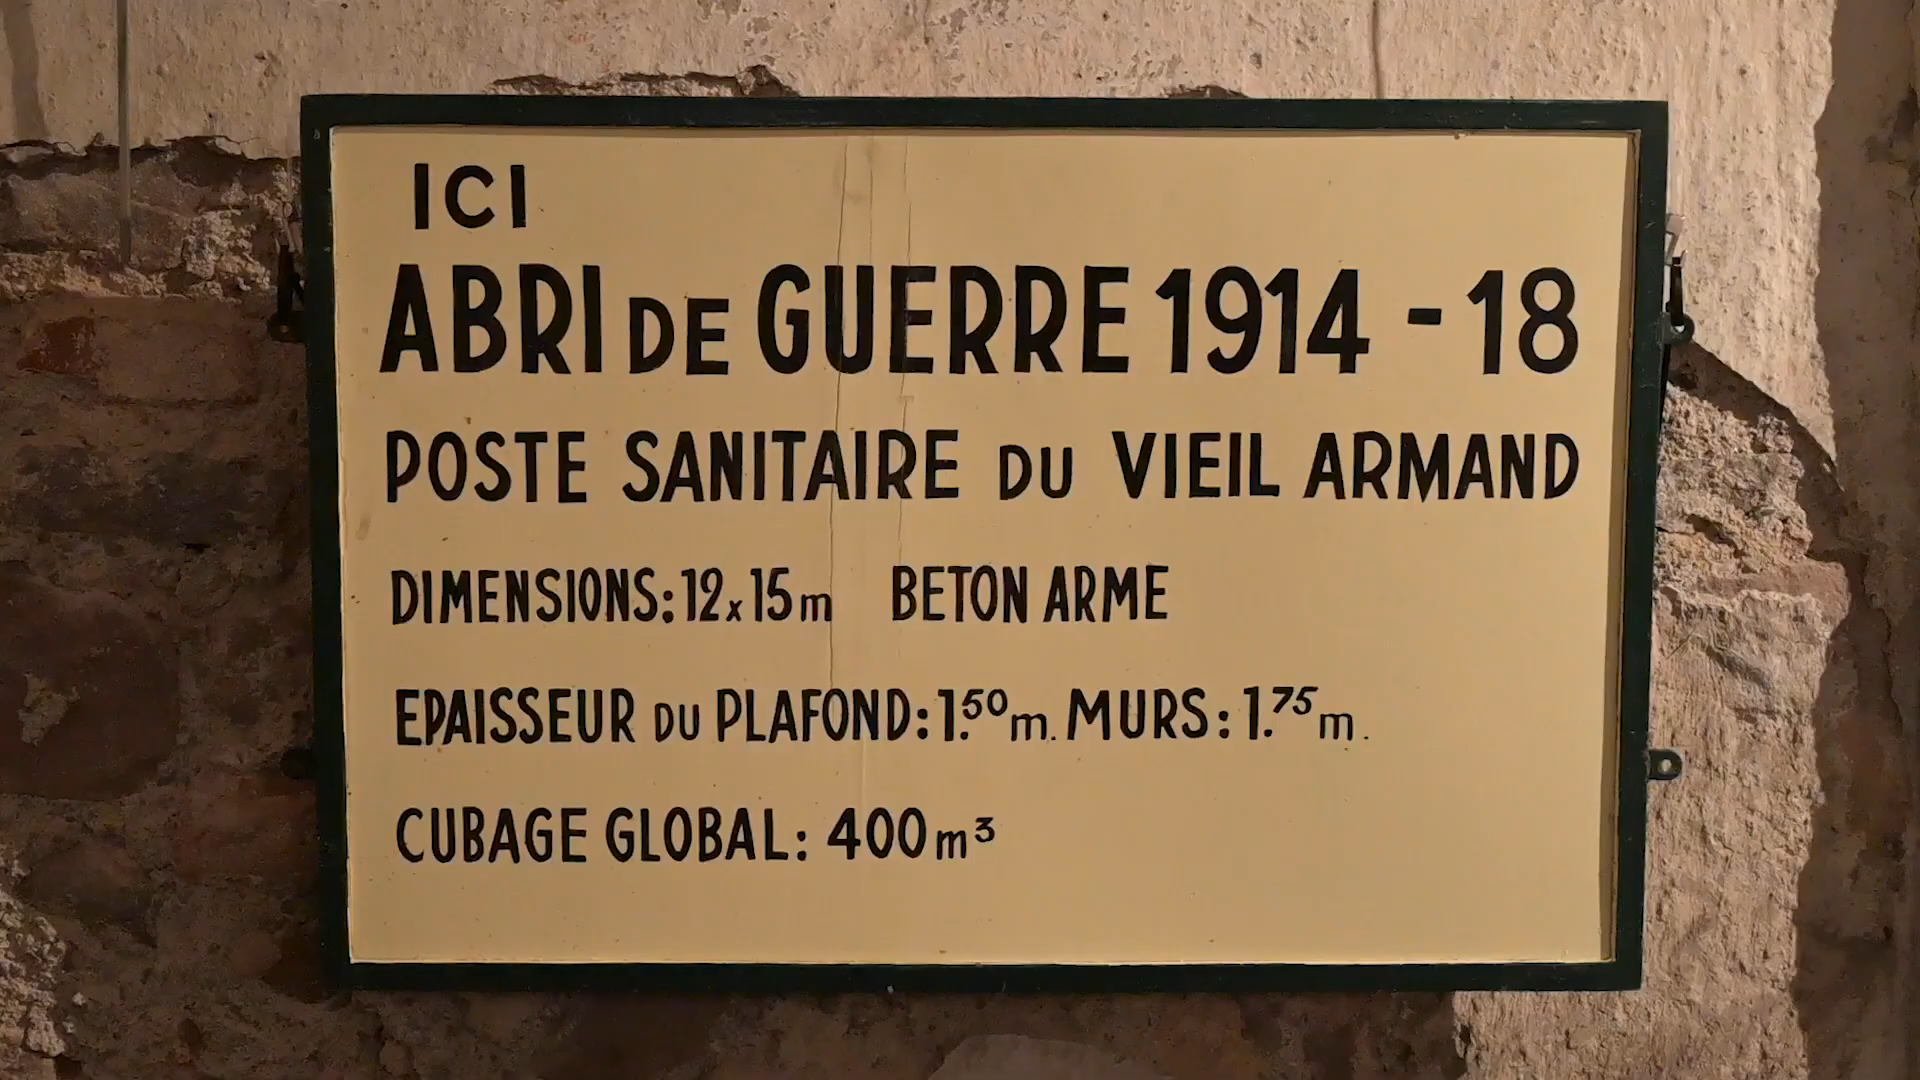 ICI
ABRI DE GUERRE 1914 - 18
POSTE SANITAIRE DU VIEIL ARMAND
DIMENSIONS: 12x15m BETON ARME
EPAISSEUR DU PLAFOND: 1.⁵⁰m. MURS: 1.⁷⁵m.
CUBAGE GLOBAL: 400m³